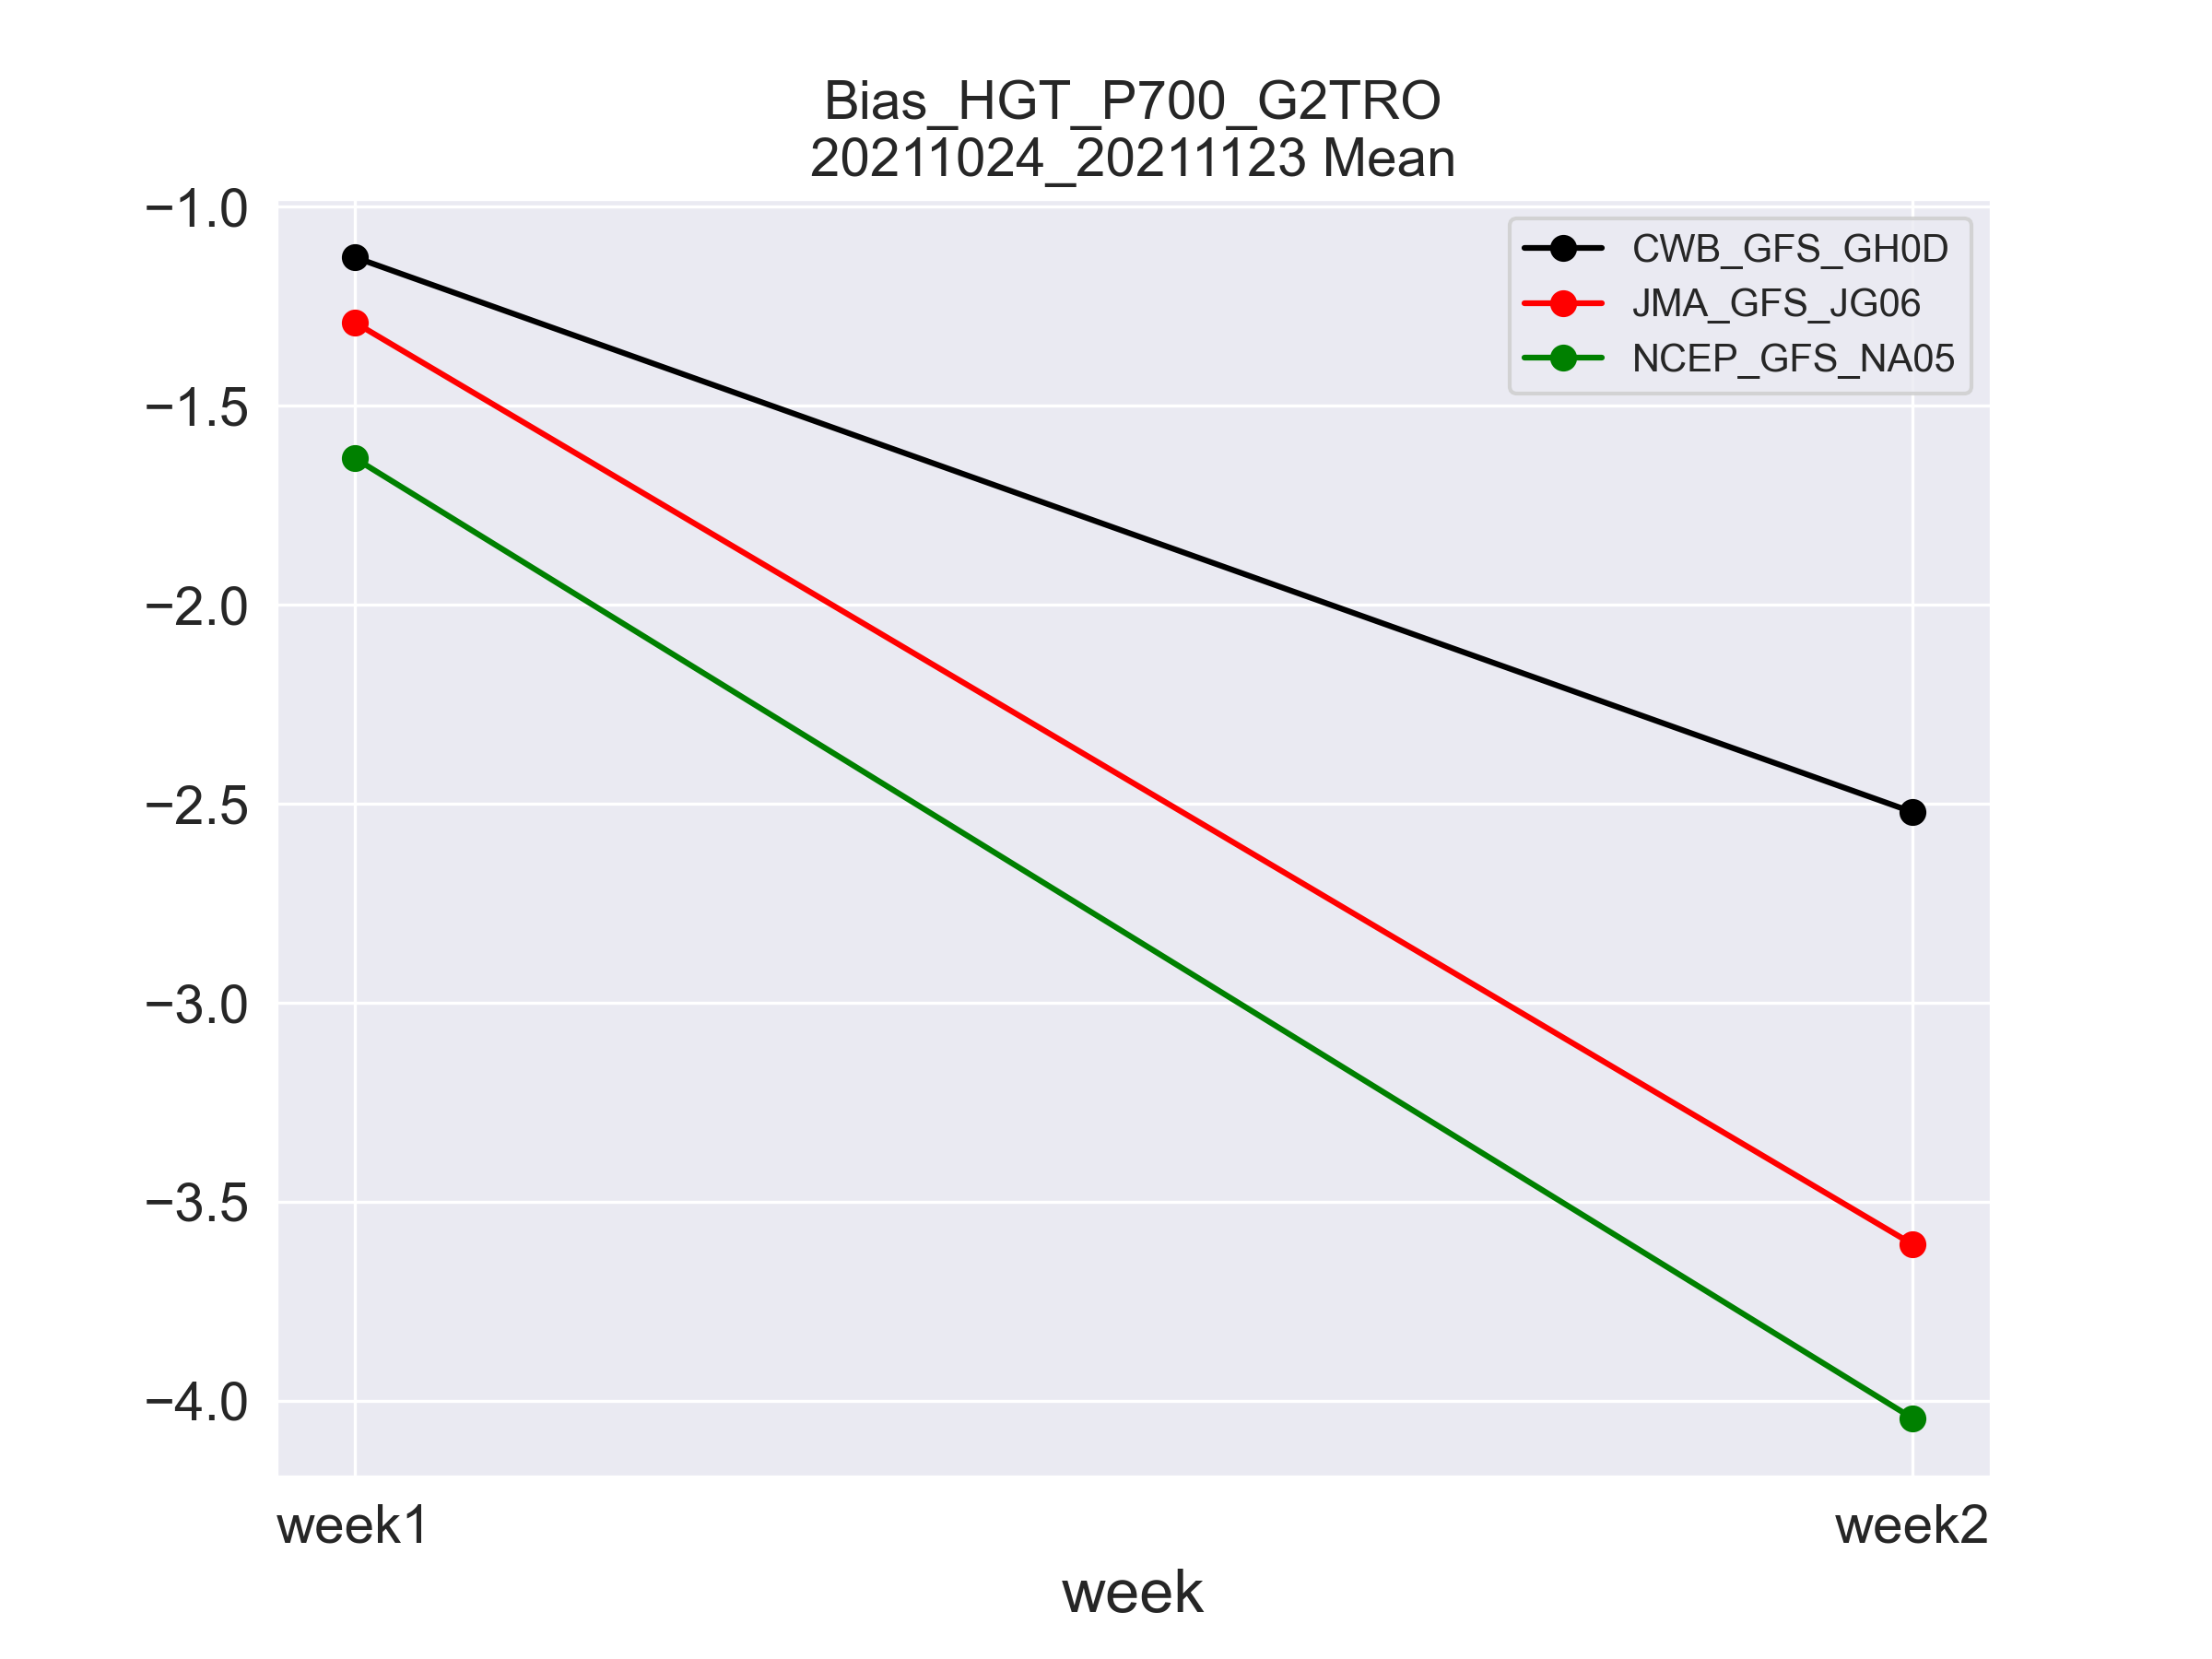 Bias_HGT_P700_G2TRO
20211024_20211123 Mean
−1.0
−1.5
−2.0
−2.5
−3.0
−3.5
−4.0
CWB_GFS_GH0D
JMA_GFS_JG06
NCEP_GFS_NA05
week1
week2
week